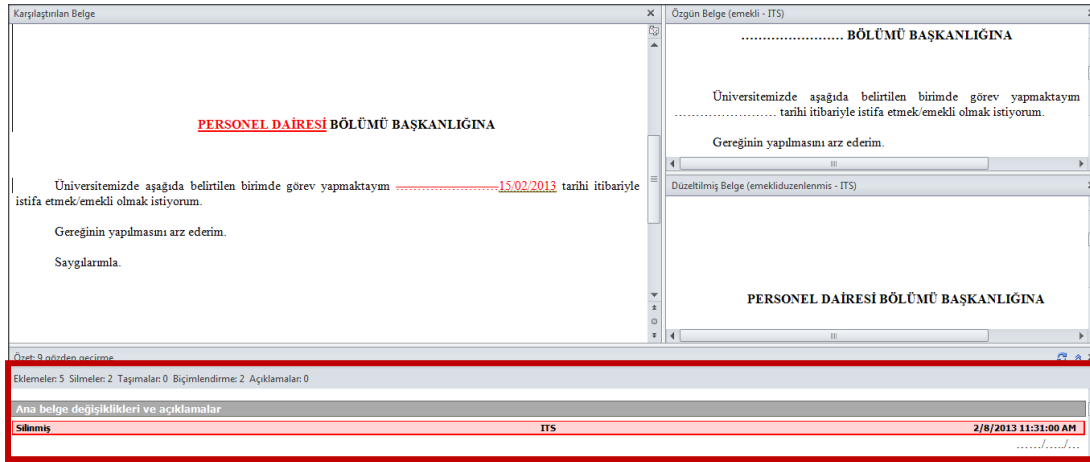 Karşılaştırılan Belge
PERSONEL DAİRESİ BÖLÜMÜ BAŞKANLIĞINA
Üniversitemizde aşağıda belirtilen birimde görev yapmaktayım ........................15/02/2013 tarihi itibariyle
istifa etmek/emekli olmak istiyorum.
Gereğinin yapılmasını arz ederim.
Saygılarımla.
Özgün Belge (emekli - ITS)
........................ BÖLÜMÜ BAŞKANLIĞINA
Üniversitemizde aşağıda belirtilen birimde görev yapmaktayım
........................ tarihi itibariyle istifa etmek/emekli olmak istiyorum.
Gereğinin yapılmasını arz ederim.
Düzeltilmiş Belge (emekliduzenlenmis - ITS)
PERSONEL DAİRESİ BÖLÜMÜ BAŞKANLIĞINA
Özet: 9 gözden geçirme
Eklemeler: 5 Silmeler: 2 Taşımalar: 0 Biçimlendirme: 2 Açıklamalar: 0
Ana belge değişiklikleri ve açıklamalar
Silinmiş ITS 2/8/2013 11:31:00 AM
……/…../…